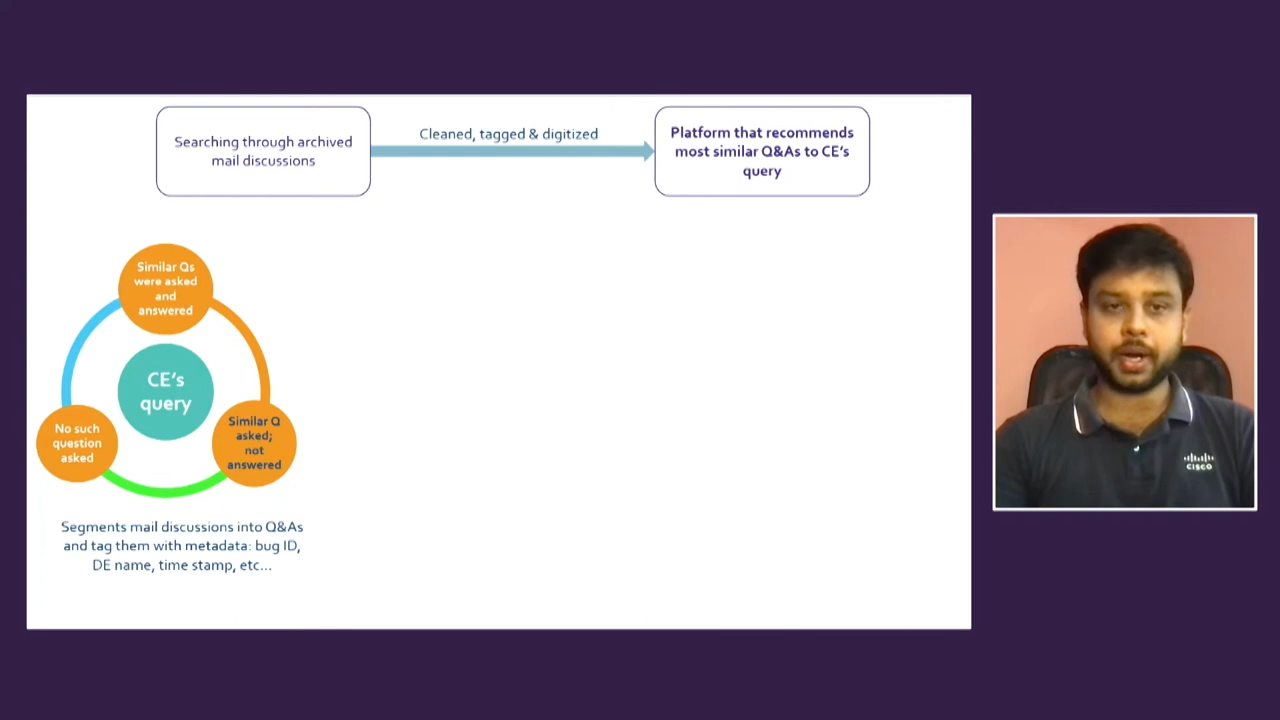 Searching through archived
mail discussions
Cleaned, tagged & digitized
Platform that recommends
most similar Q&As to CE's
query
Similar Qs
were asked
and
answered
CE's
query
No such
question
asked
Similar Q
asked;
not
answered
Segments mail discussions into Q&As
and tag them with metadata: bug ID,
DE name, time stamp, etc...
CISCO